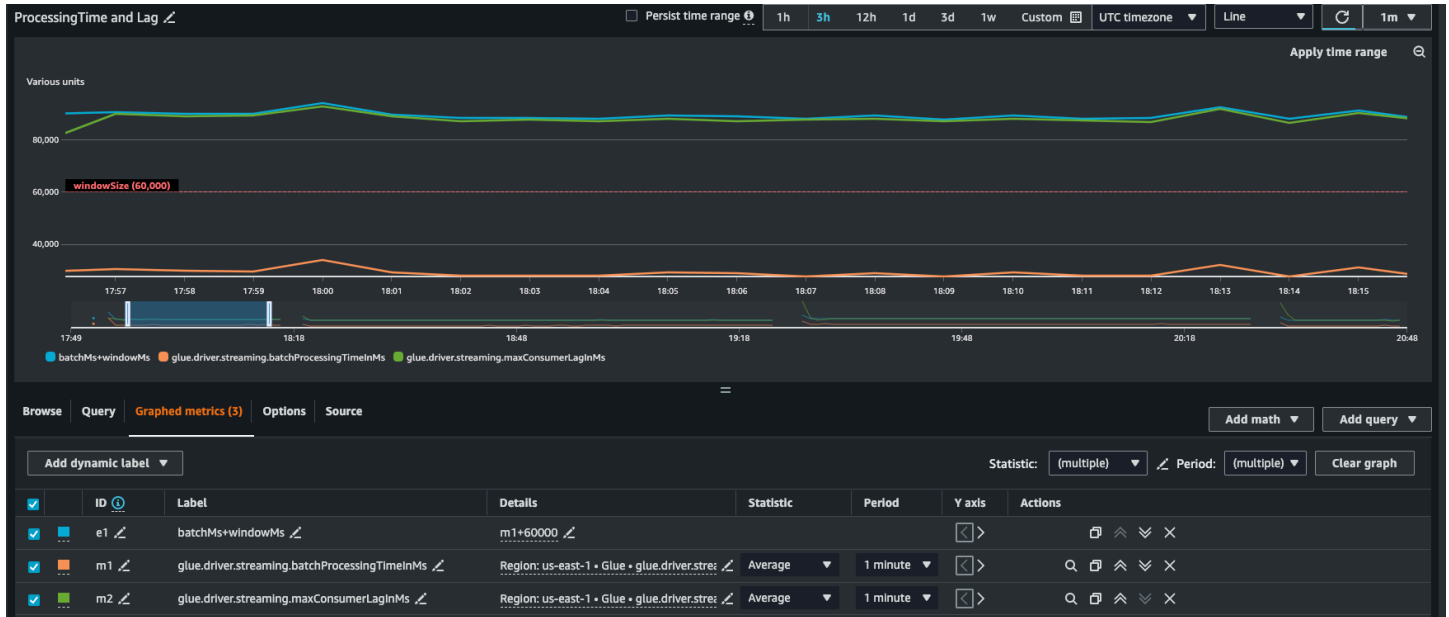 ProcessingTime and Lag
Persist time range 1h 3h 12h 1d 3d 1w Custom UTC timezone Line 1m
Apply time range
Various units
80,000
windowSize (60,000)
60,000
40,000
17:57 17:58 17:59 18:00 18:01 18:02 18:03 18:04 18:05 18:06 18:07 18:08 18:09 18:10 18:11 18:12 18:13 18:14 18:15
17:49 18:18 18:48 19:18 19:48 20:18 20:48
batchMs+windowMs glue.driver.streaming.batchProcessingTimeInMs glue.driver.streaming.maxConsumerLagInMs
Browse Query Graphed metrics (3) Options Source
Add math Add query
Add dynamic label Statistic: (multiple) Period: (multiple) Clear graph
ID Label Details Statistic Period Y axis Actions
e1 batchMs+windowMs m1+60000
m1 glue.driver.streaming.batchProcessingTimeInMs Region: us-east-1 • Glue • glue.driver.strea Average 1 minute
m2 glue.driver.streaming.maxConsumerLagInMs Region: us-east-1 • Glue • glue.driver.strea Average 1 minute